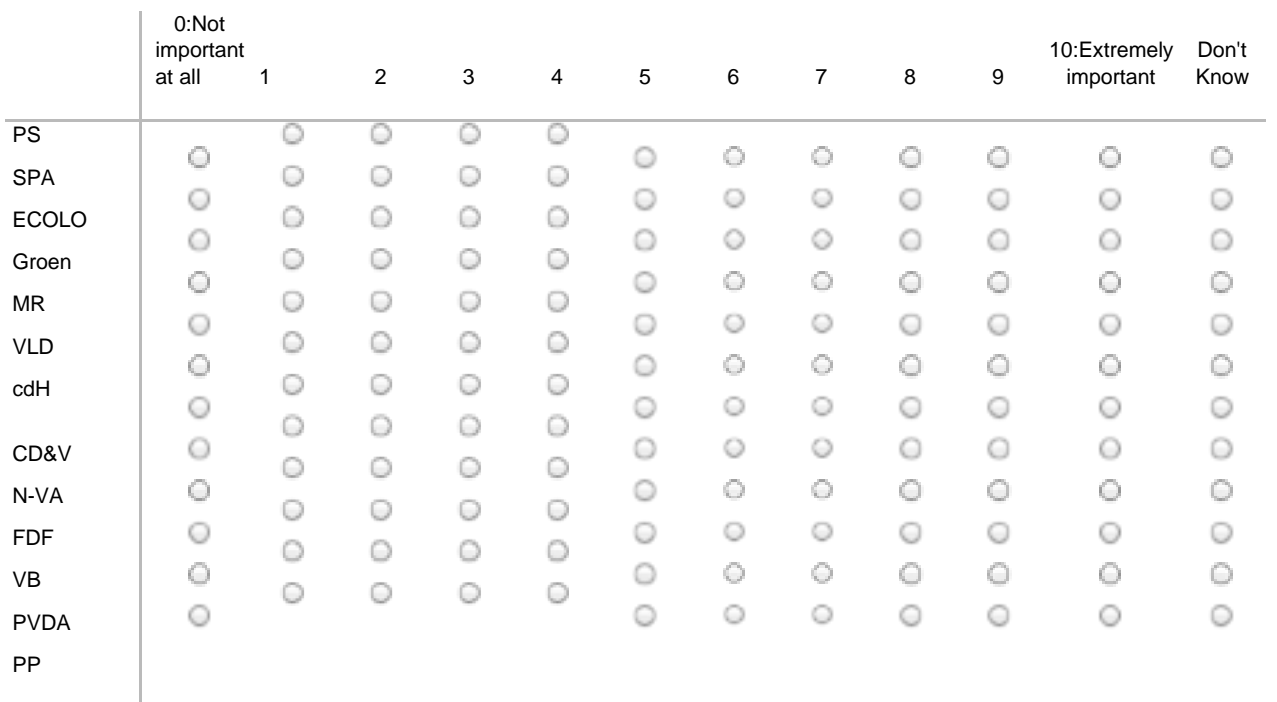 0:Not
important
at all
1 2 3 4 5 6 7 8 9
10:Extremely
important
Don't
Know
PS
SPA
ECOLO
Groen
MR
VLD
cdH
CD&V
N-VA
FDF
VB
PVDA
PP